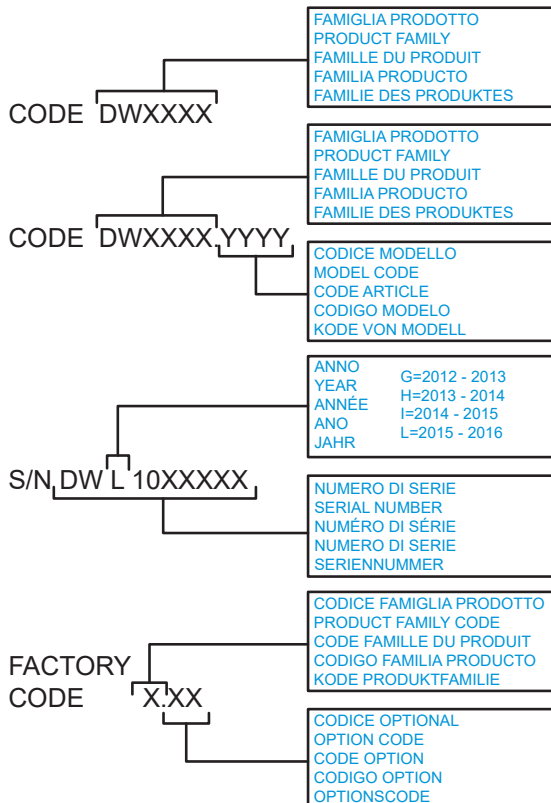 FAMIGLIA PRODOTTO
PRODUCT FAMILY
FAMILLE DU PRODUIT
FAMILIA PRODUCTO
FAMILIE DES PRODUKTES
CODE DWXXXX
FAMIGLIA PRODOTTO
PRODUCT FAMILY
FAMILLE DU PRODUIT
FAMILIA PRODUCTO
FAMILIE DES PRODUKTES
CODE DWXXXX.YYYY
CODICE MODELLO
MODEL CODE
CODE ARTICLE
CODIGO MODELO
KODE VON MODELL
ANNO
YEAR
ANNÉE
ANO
JAHR
G=2012 - 2013
H=2013 - 2014
I=2014 - 2015
L=2015 - 2016
S/N DW L 10XXXXX
NUMERO DI SERIE
SERIAL NUMBER
NUMÉRO DI SÉRIE
NUMERO DI SERIE
SERIENNUMMER
CODICE FAMIGLIA PRODOTTO
PRODUCT FAMILY CODE
CODE FAMILLE DU PRODUIT
CODIGO FAMILIA PRODUCTO
KODE PRODUKTFAMILIE
FACTORY
CODE X.XX
CODICE OPTIONAL
OPTION CODE
CODE OPTION
CODIGO OPTION
OPTIONSCODE